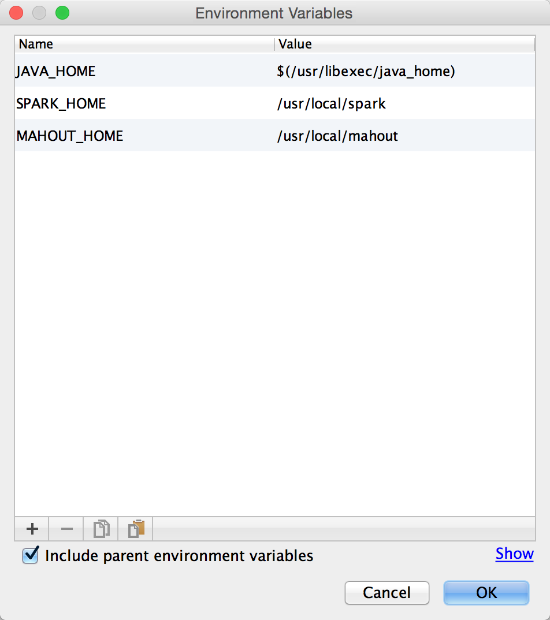 Environment Variables
Name Value
JAVA_HOME $(/usr/libexec/java_home)
SPARK_HOME /usr/local/spark
MAHOUT_HOME /usr/local/mahout
Include parent environment variables Show
Cancel OK